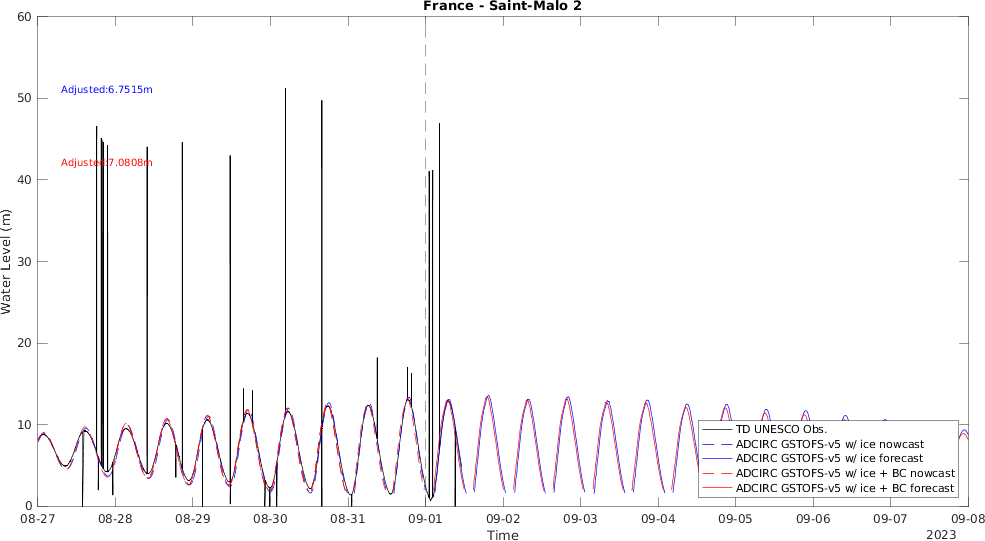 France - Saint-Malo 2
60
50
40
30
20
10
0
Water Level (m)
Adjusted:6.7515m
Adjusted:7.0808m
TD UNESCO Obs.
ADCIRC GSTOFS-v5 w/ ice nowcast
ADCIRC GSTOFS-v5 w/ ice forecast
ADCIRC GSTOFS-v5 w/ ice + BC nowcast
ADCIRC GSTOFS-v5 w/ ice + BC forecast
08-27 08-28 08-29 08-30 08-31 09-01 09-02 09-03 09-04 09-05 09-06 09-07 09-08
Time
2023